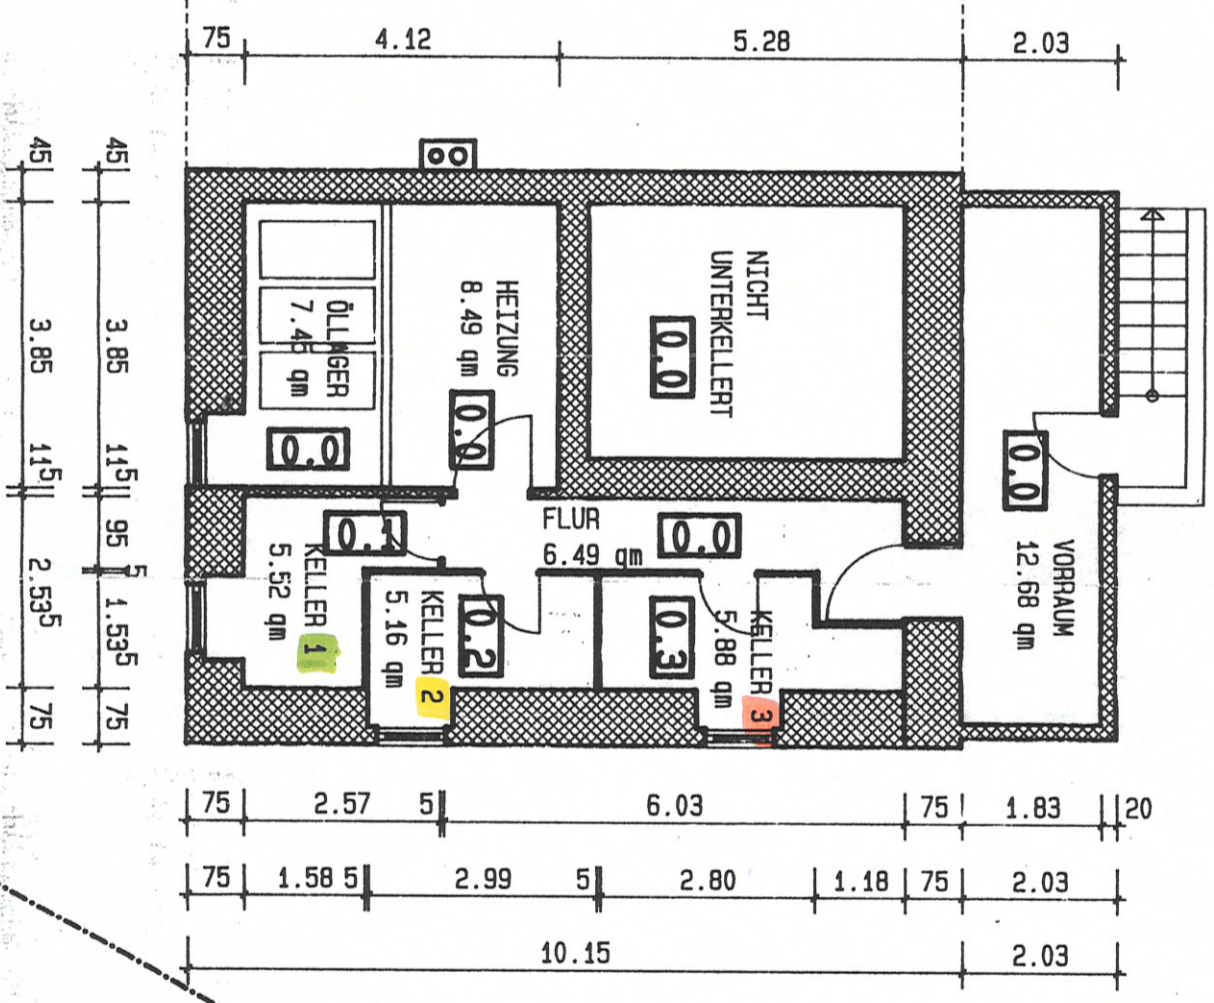 75
4.12
5.28
2.03
45
45
3.85
3.85
11⁵
11⁵
95
5
2.53⁵
1.53⁵
75
75
NICHT
UNTERKELLERT
0.0
HEIZUNG
8.49 qm
0.0
ÖLLAGER
7.45 qm
0.0
0.0
VORRAUM
12.68 qm
FLUR
6.49 qm
0.0
0.1
KELLER 1
5.52 qm
KELLER 2
5.16 qm
0.2
KELLER 3
5.88 qm
0.3
75
2.57
5
6.03
75
1.83
20
75
1.58
5
2.99
5
2.80
1.18
75
2.03
10.15
2.03